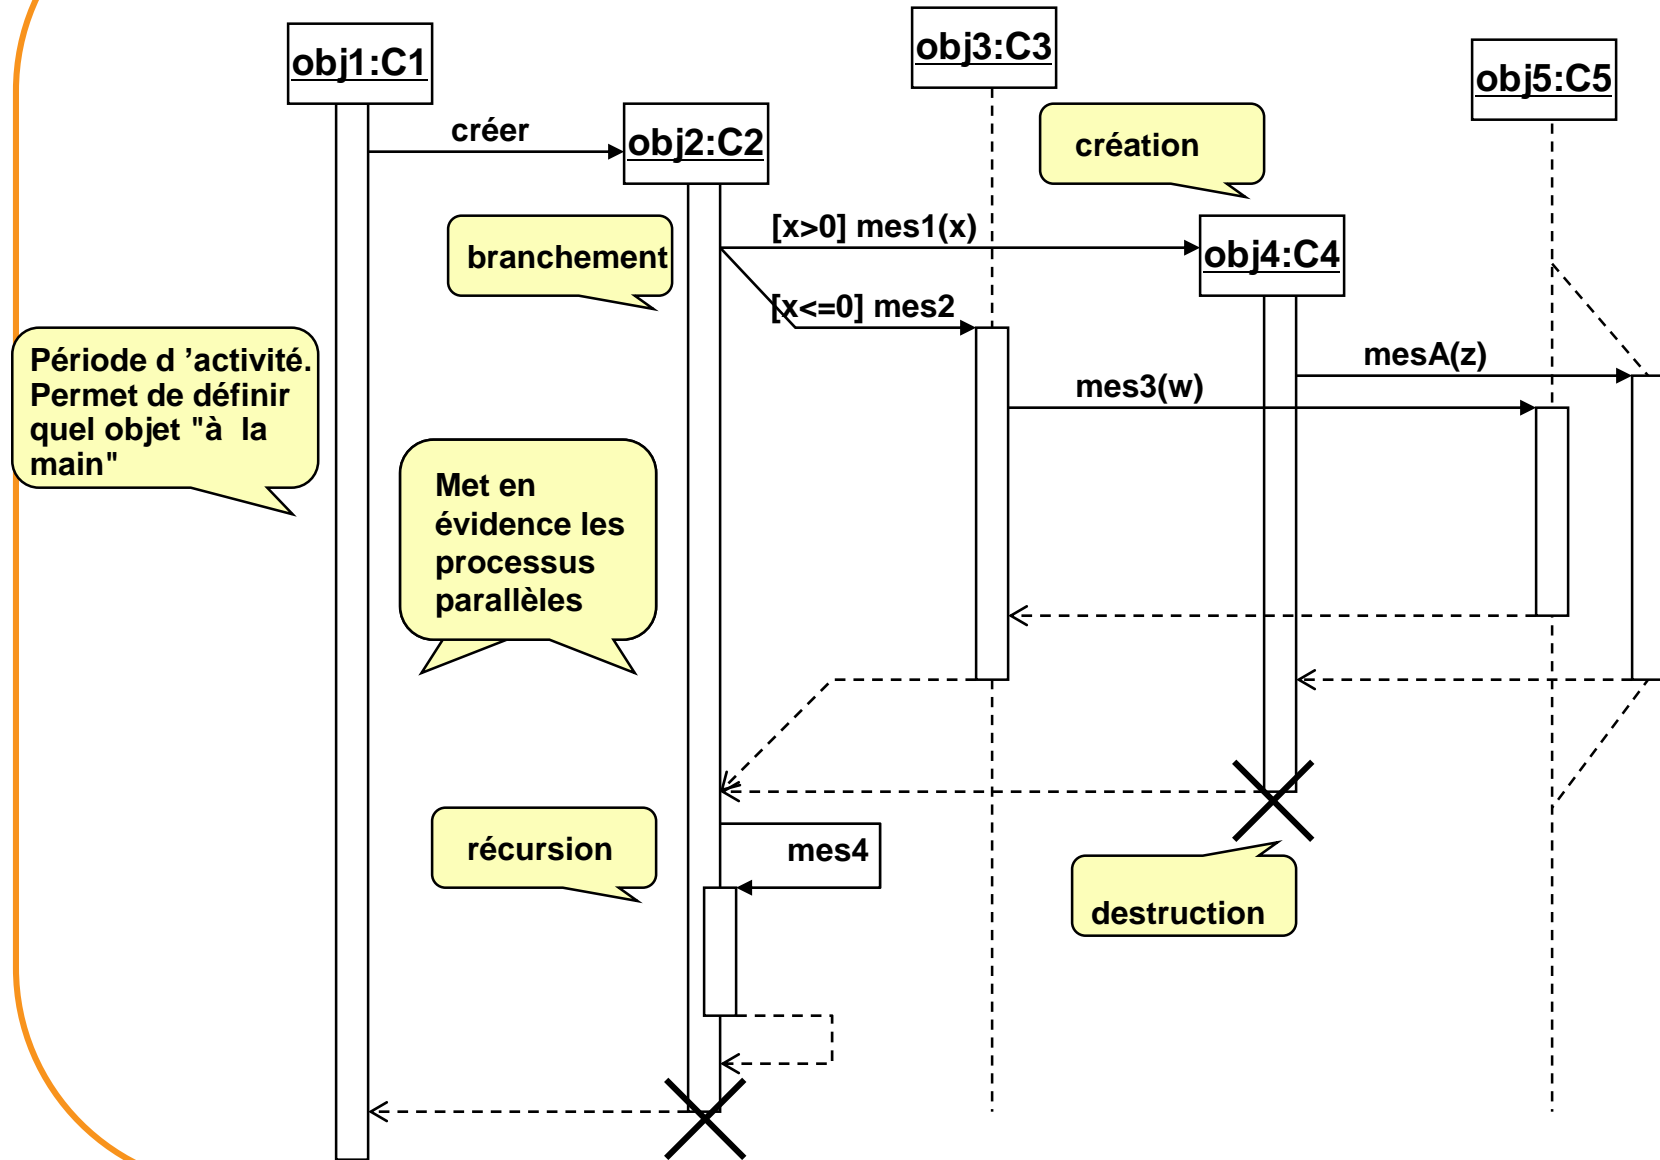 obj3:C3
obj1:C1
obj5:C5
créer
obj2:C2
création
[x>0] mes1(x)
branchement
obj4:C4
[x<=0] mes2
Période d ’activité.
Permet de définir
quel objet "à  la
main"
mesA(z)
mes3(w)
Met en
évidence les
processus
parallèles
récursion
mes4
destruction